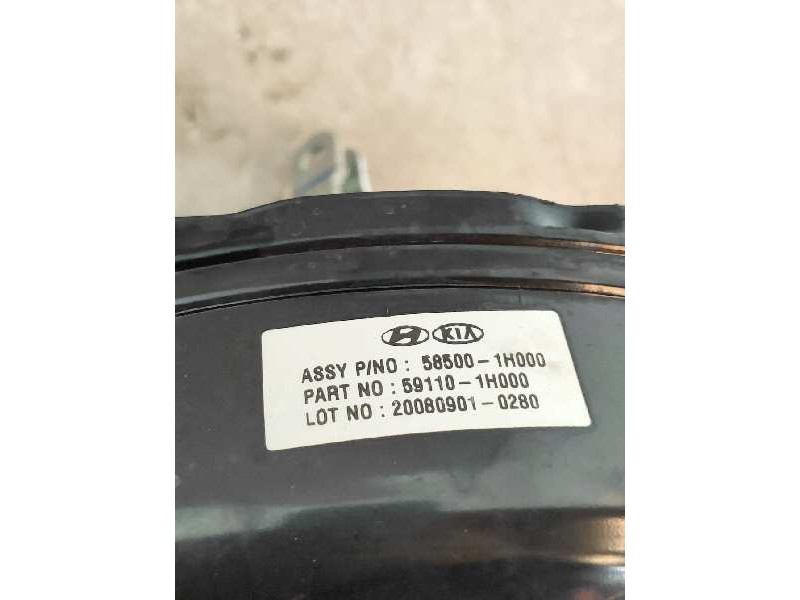 H KIA
ASSY P/NO : 58500-1H000
PART NO : 59110-1H000
LOT NO : 20080901-0280